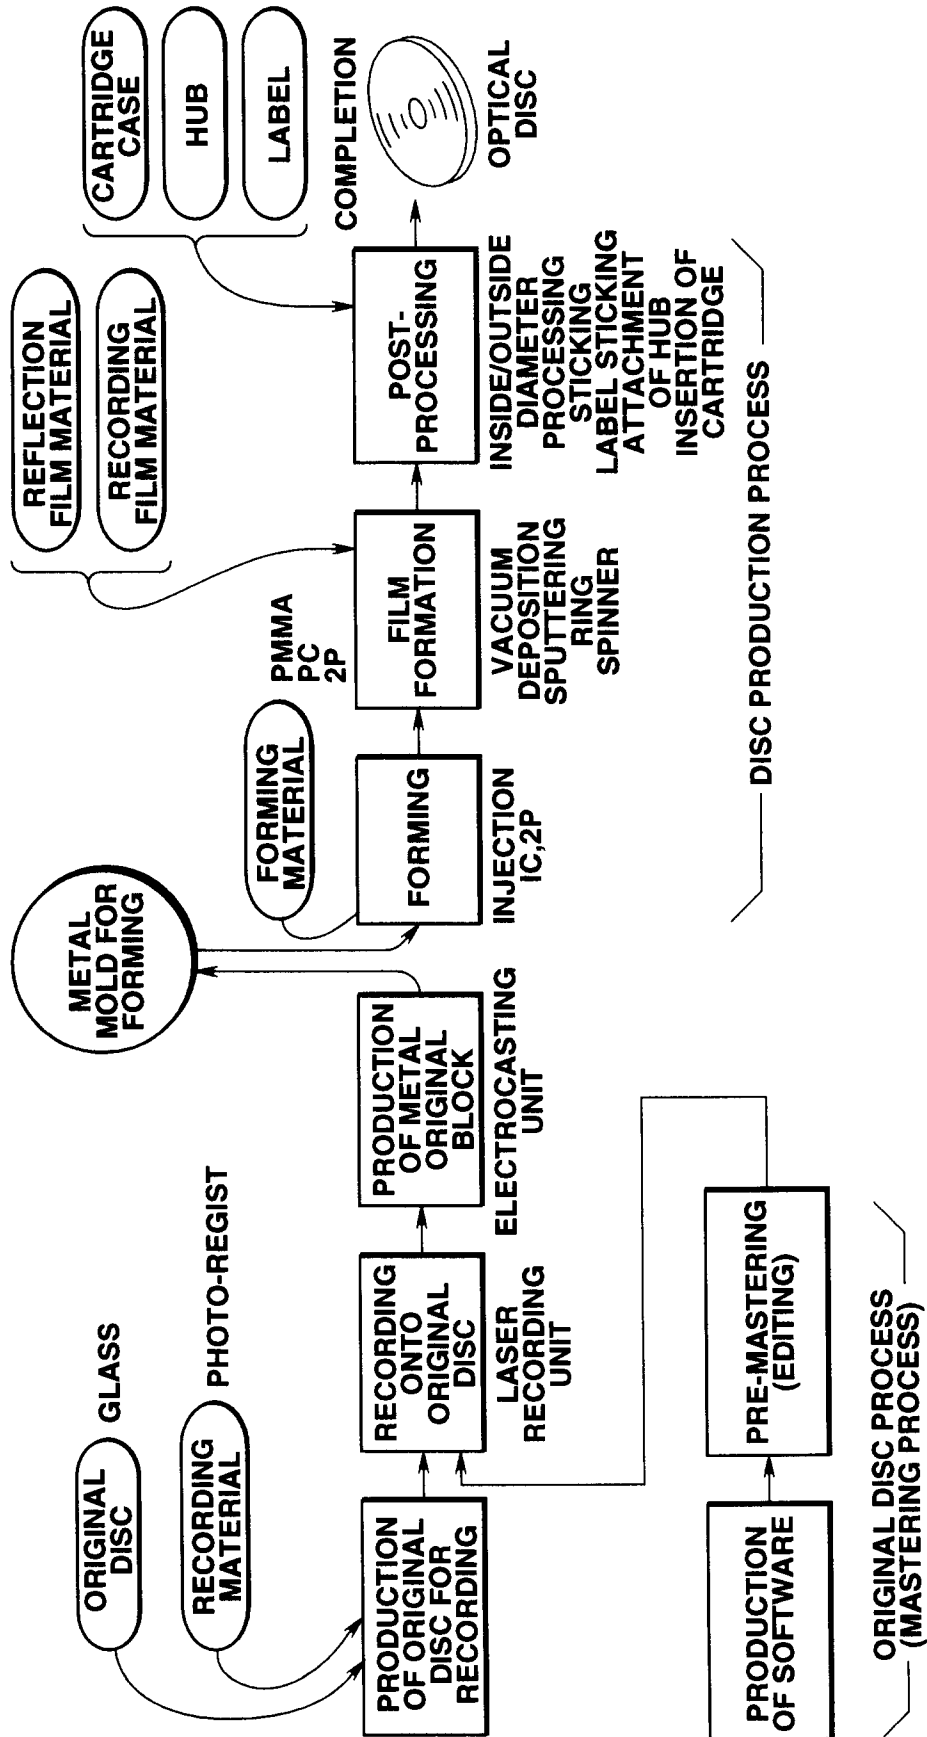 ORIGINAL
DISC
GLASS
RECORDING
MATERIAL
PHOTO-REGIST
PRODUCTION
OF ORIGINAL
DISC FOR
RECORDING
RECORDING
ONTO
ORIGINAL
DISC
LASER
RECORDING
UNIT
PRODUCTION
OF METAL
ORIGINAL
BLOCK
ELECTROCASTING
UNIT
METAL
MOLD FOR
FORMING
FORMING
MATERIAL
PMMA
PC
2P
FORMING
INJECTION
IC,2P
REFLECTION
FILM MATERIAL
RECORDING
FILM MATERIAL
FILM
FORMATION
VACUUM
DEPOSITION
SPUTTERING
RING
SPINNER
CARTRIDGE
CASE
HUB
LABEL
POST-
PROCESSING
INSIDE/OUTSIDE
DIAMETER
PROCESSING
STICKING
LABEL STICKING
ATTACHMENT
OF HUB
INSERTION OF
CARTRIDGE
COMPLETION
OPTICAL
DISC
DISC PRODUCTION PROCESS
PRODUCTION
OF SOFTWARE
PRE-MASTERING
(EDITING)
ORIGINAL DISC PROCESS
(MASTERING PROCESS)